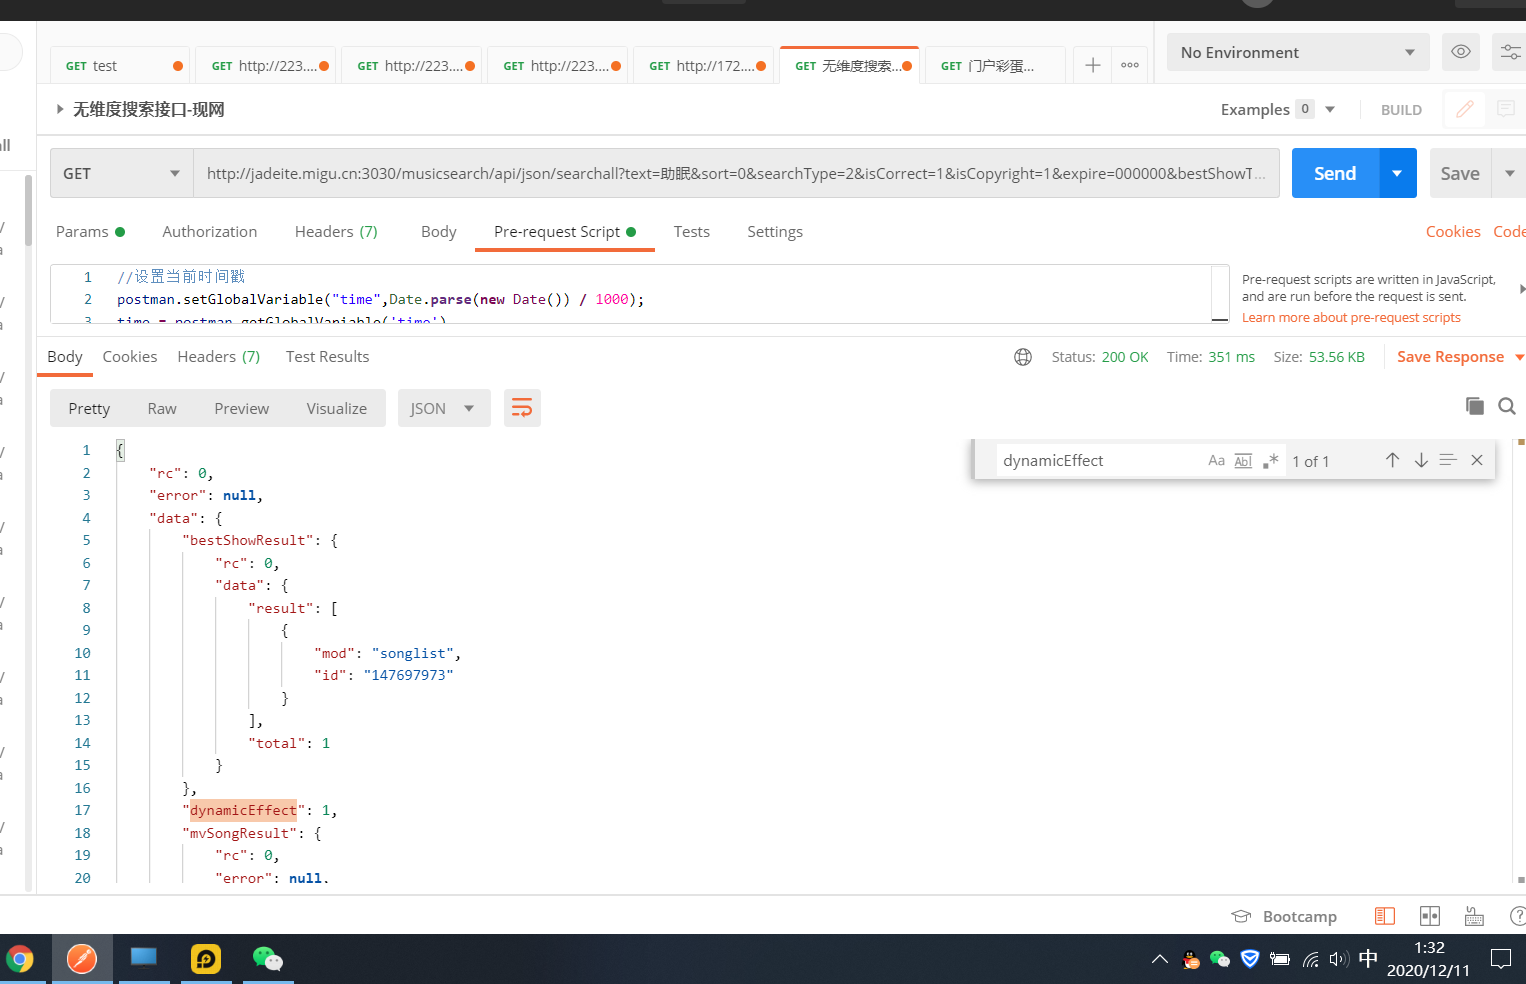 GET test
GET http://223....
GET http://223....
GET http://223....
GET http://172....
GET 无维度搜索...
GET 门户彩蛋...
No Environment
无维度搜索接口-现网
Examples 0
BUILD
ll
GET
http://jadeite.migu.cn:3030/musicsearch/api/json/searchall?text=助眠&sort=0&searchType=2&isCorrect=1&isCopyright=1&expire=000000&bestShowT...
Send
Save
Params
Authorization
Headers (7)
Body
Pre-request Script
Tests
Settings
Cookies
Code
1 //设置当前时间戳
2 postman.setGlobalVariable("time",Date.parse(new Date()) / 1000);
3 time = postman.getGlobalVariable('time')
Pre-request scripts are written in JavaScript,
and are run before the request is sent.
Learn more about pre-request scripts
Body
Cookies
Headers (7)
Test Results
Status: 200 OK
Time: 351 ms
Size: 53.56 KB
Save Response
Pretty
Raw
Preview
Visualize
JSON
dynamicEffect
Aa
Abl
.*
1 of 1
1 {
2 "rc": 0,
3 "error": null,
4 "data": {
5 "bestShowResult": {
6 "rc": 0,
7 "data": {
8 "result": [
9 {
10 "mod": "songlist",
11 "id": "147697973"
12 }
13 ],
14 "total": 1
15 }
16 },
17 "dynamicEffect": 1,
18 "mvSongResult": {
19 "rc": 0,
20 "error": null,
Bootcamp
中
1:32
2020/12/11